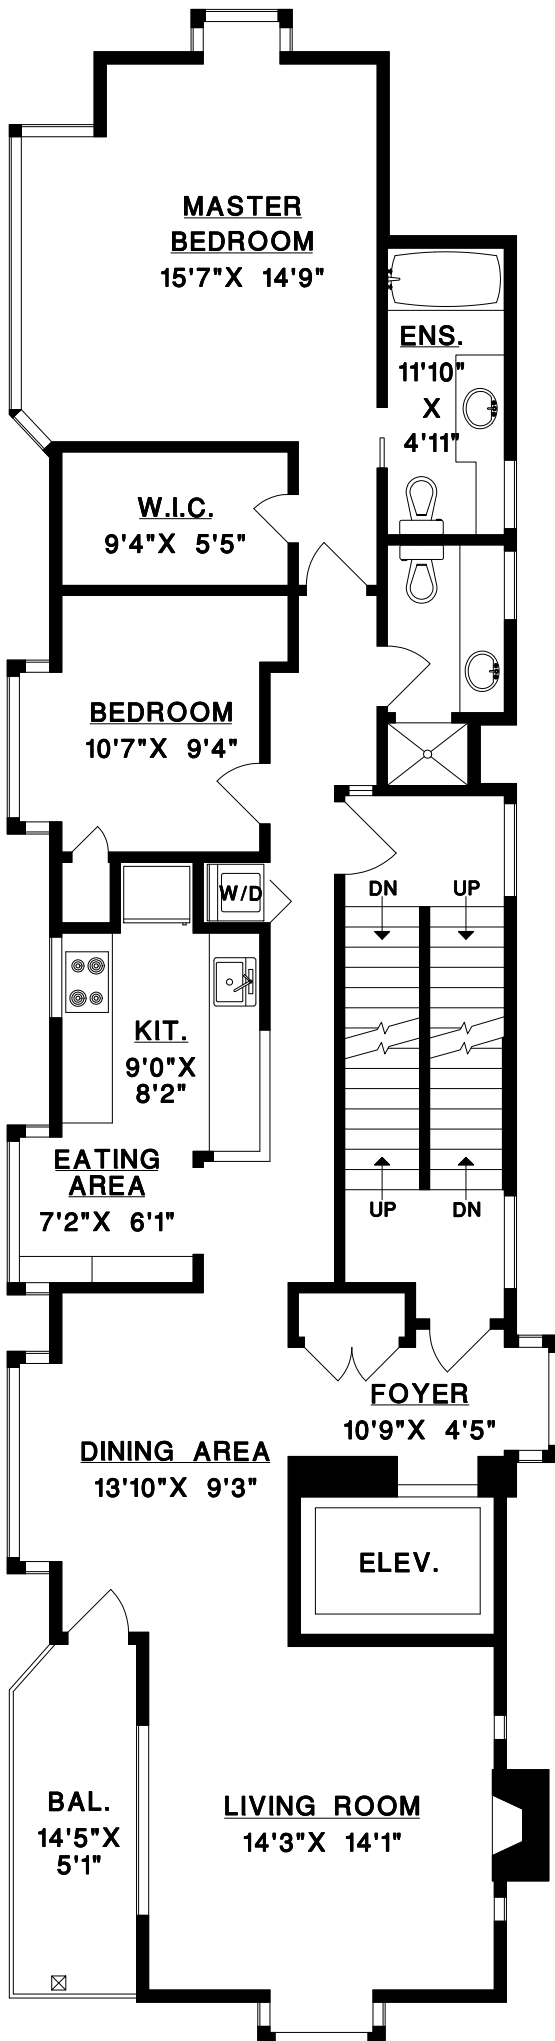 MASTER
BEDROOM
15'7"X 14'9"
ENS.
11'10"
X
4'11"
W.I.C.
9'4"X 5'5"
BEDROOM
10'7"X 9'4"
W/D
DN UP
KIT.
9'0"X
8'2"
EATING
AREA
7'2"X 6'1"
UP DN
FOYER
10'9"X 4'5"
DINING AREA
13'10"X 9'3"
ELEV.
BAL.
14'5"X
5'1"
LIVING ROOM
14'3"X 14'1"